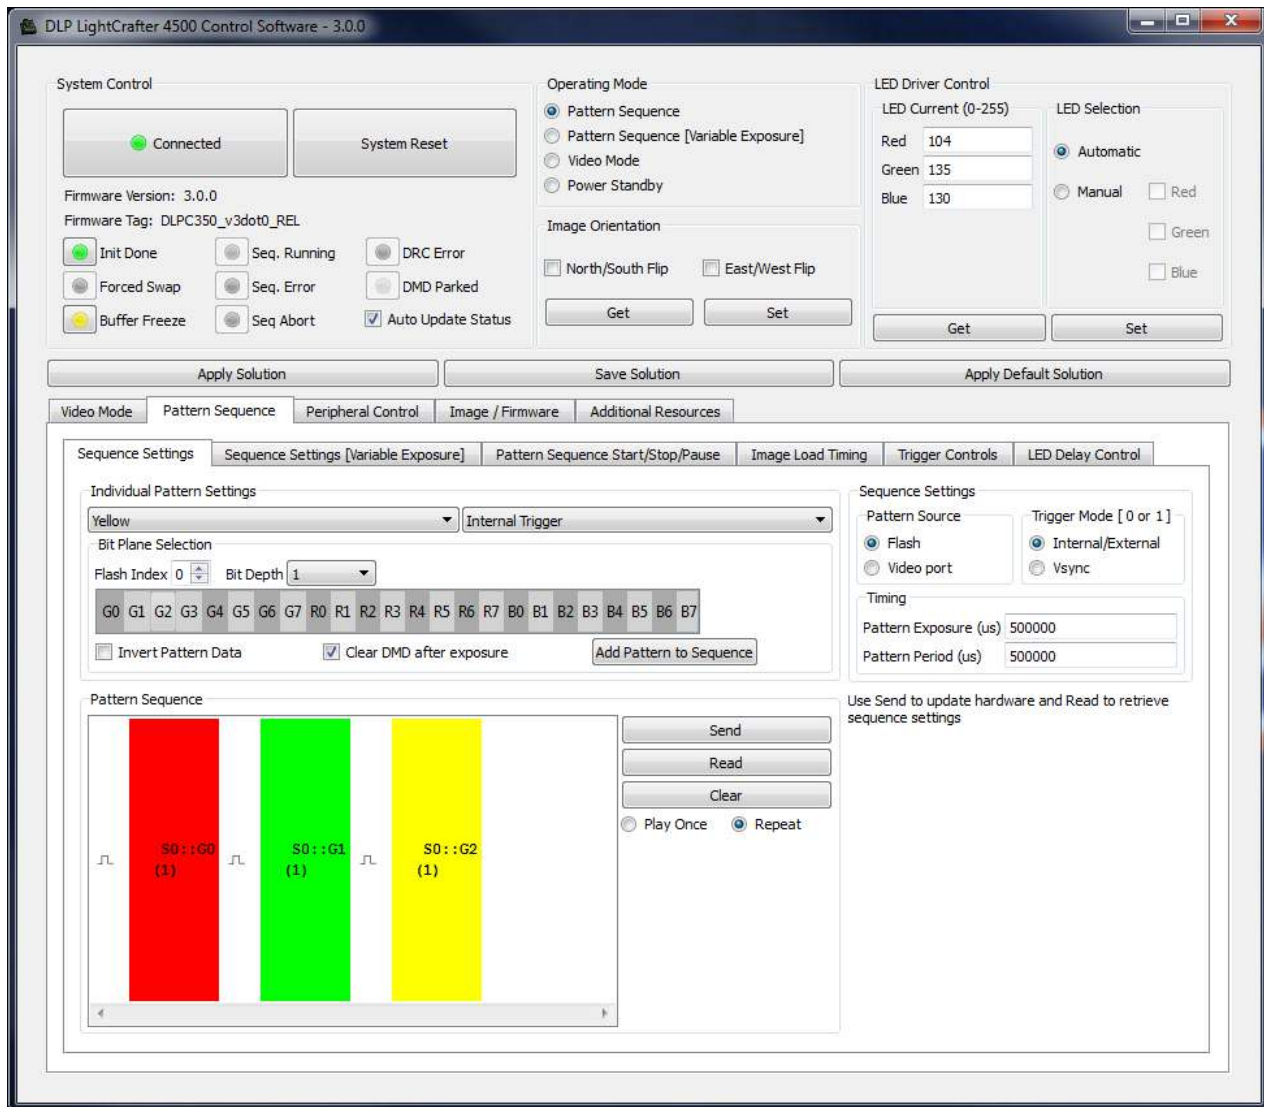 DLP LightCrafter 4500 Control Software - 3.0.0
System Control
Connected
System Reset
Firmware Version: 3.0.0
Firmware Tag: DLPC350_v3dot0_REL
Init Done
Seq. Running
DRC Error
Forced Swap
Seq. Error
DMD Parked
Buffer Freeze
Seq Abort
Auto Update Status
Operating Mode
Pattern Sequence
Pattern Sequence [Variable Exposure]
Video Mode
Power Standby
Image Orientation
North/South Flip
East/West Flip
Get
Set
LED Driver Control
LED Current (0-255)
Red 104
Green 135
Blue 130
LED Selection
Automatic
Manual
Red
Green
Blue
Get
Set
Apply Solution
Save Solution
Apply Default Solution
Video Mode
Pattern Sequence
Peripheral Control
Image / Firmware
Additional Resources
Sequence Settings
Sequence Settings [Variable Exposure]
Pattern Sequence Start/Stop/Pause
Image Load Timing
Trigger Controls
LED Delay Control
Individual Pattern Settings
Yellow
Internal Trigger
Bit Plane Selection
Flash Index 0
Bit Depth 1
G0 G1 G2 G3 G4 G5 G6 G7 R0 R1 R2 R3 R4 R5 R6 R7 B0 B1 B2 B3 B4 B5 B6 B7
Invert Pattern Data
Clear DMD after exposure
Add Pattern to Sequence
Sequence Settings
Pattern Source
Flash
Video port
Trigger Mode [ 0 or 1 ]
Internal/External
Vsync
Timing
Pattern Exposure (us) 500000
Pattern Period (us) 500000
Use Send to update hardware and Read to retrieve
sequence settings
Pattern Sequence
S0::G0
(1)
S0::G1
(1)
S0::G2
(1)
Send
Read
Clear
Play Once
Repeat